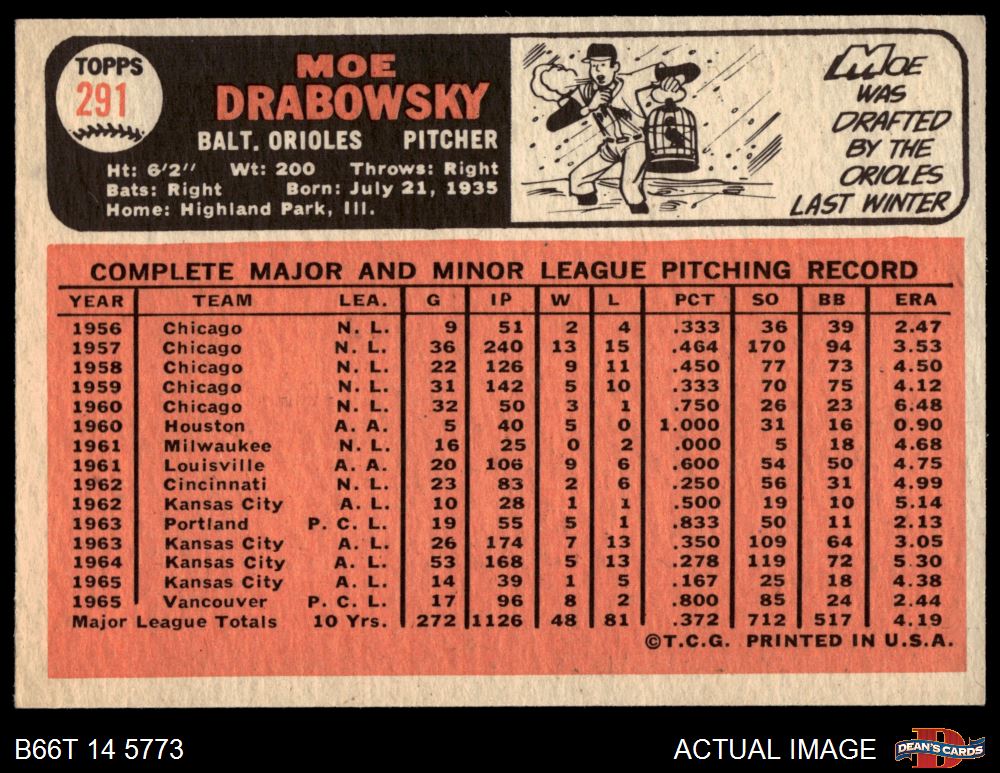 TOPPS
291
MOE
DRABOWSKY
BALT. ORIOLES PITCHER
Ht: 6'2" Wt: 200 Throws: Right
Bats: Right Born: July 21, 1935
Home: Highland Park, Ill.
MOE
WAS
DRAFTED
BY THE
ORIOLES
LAST WINTER
COMPLETE MAJOR AND MINOR LEAGUE PITCHING RECORD
YEAR TEAM LEA. G IP W L PCT SO BB ERA
1956 Chicago N. L. 9 51 2 4 .333 36 39 2.47
1957 Chicago N. L. 36 240 13 15 .464 170 94 3.53
1958 Chicago N. L. 22 126 9 11 .450 77 73 4.50
1959 Chicago N. L. 31 142 5 10 .333 70 75 4.12
1960 Chicago N. L. 32 50 3 1 .750 26 23 6.48
1960 Houston A. A. 5 40 5 0 1.000 31 16 0.90
1961 Milwaukee N. L. 16 25 0 2 .000 5 18 4.68
1961 Louisville A. A. 20 106 9 6 .600 54 50 4.75
1962 Cincinnati N. L. 23 83 2 6 .250 56 31 4.99
1962 Kansas City A. L. 10 28 1 1 .500 19 10 5.14
1963 Portland P. C. L. 19 55 5 1 .833 50 11 2.13
1963 Kansas City A. L. 26 174 7 13 .350 109 64 3.05
1964 Kansas City A. L. 53 168 5 13 .278 119 72 5.30
1965 Kansas City A. L. 14 39 1 5 .167 25 18 4.38
1965 Vancouver P. C. L. 17 96 8 2 .800 85 24 2.44
Major League Totals 10 Yrs. 272 1126 48 81 .372 712 517 4.19
©T.C.G. PRINTED IN U.S.A.
B66T 14 5773 ACTUAL IMAGE
D
DEAN'S CARDS